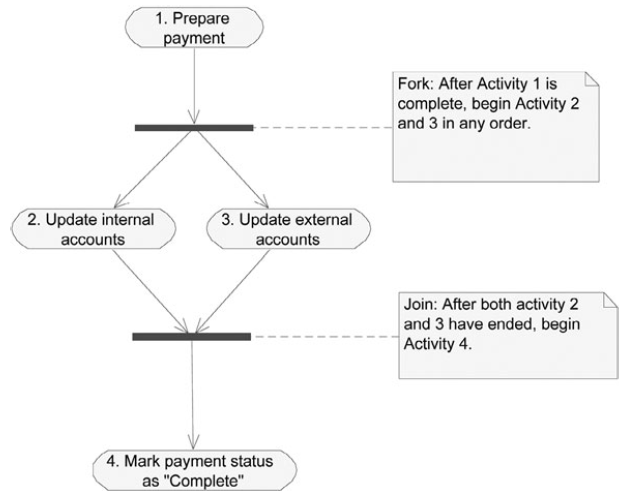 1. Prepare
payment
Fork: After Activity 1 is
complete, begin Activity 2
and 3 in any order.
2. Update internal
accounts
3. Update external
accounts
Join: After both activity 2
and 3 have ended, begin
Activity 4.
4. Mark payment status
as "Complete"